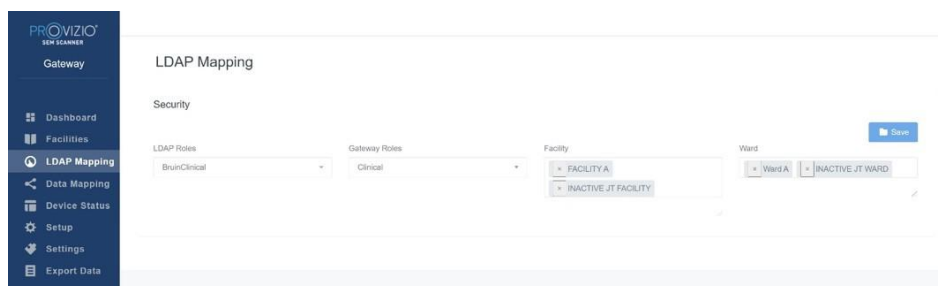 PROVIZIO®
SEM SCANNER
Gateway
Dashboard
Facilities
LDAP Mapping
Data Mapping
Device Status
Setup
Settings
Export Data
LDAP Mapping
Security
Save
LDAP Roles
Gateway Roles
Facility
Ward
BruinClinical
Clinical
× FACILITY A
× INACTIVE JT FACILITY
× Ward A × INACTIVE JT WARD